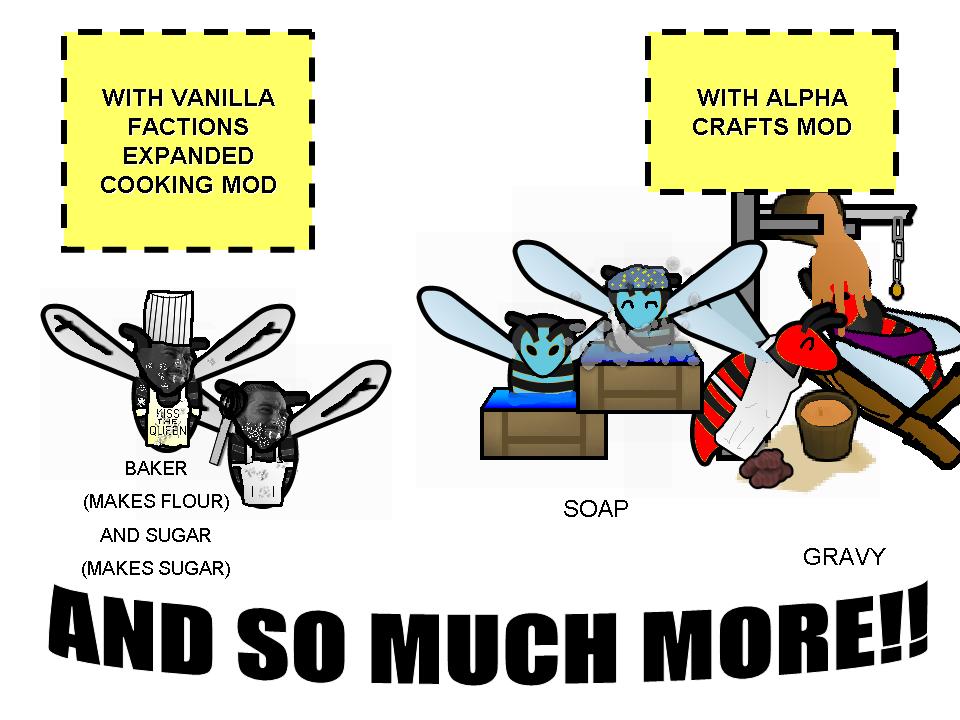 WITH VANILLA
FACTIONS
EXPANDED
COOKING MOD
WITH ALPHA
CRAFTS MOD
KISS
THE
QUEEN
BAKER
(MAKES FLOUR)
AND SUGAR
(MAKES SUGAR)
SOAP
GRAVY
AND SO MUCH MORE!!